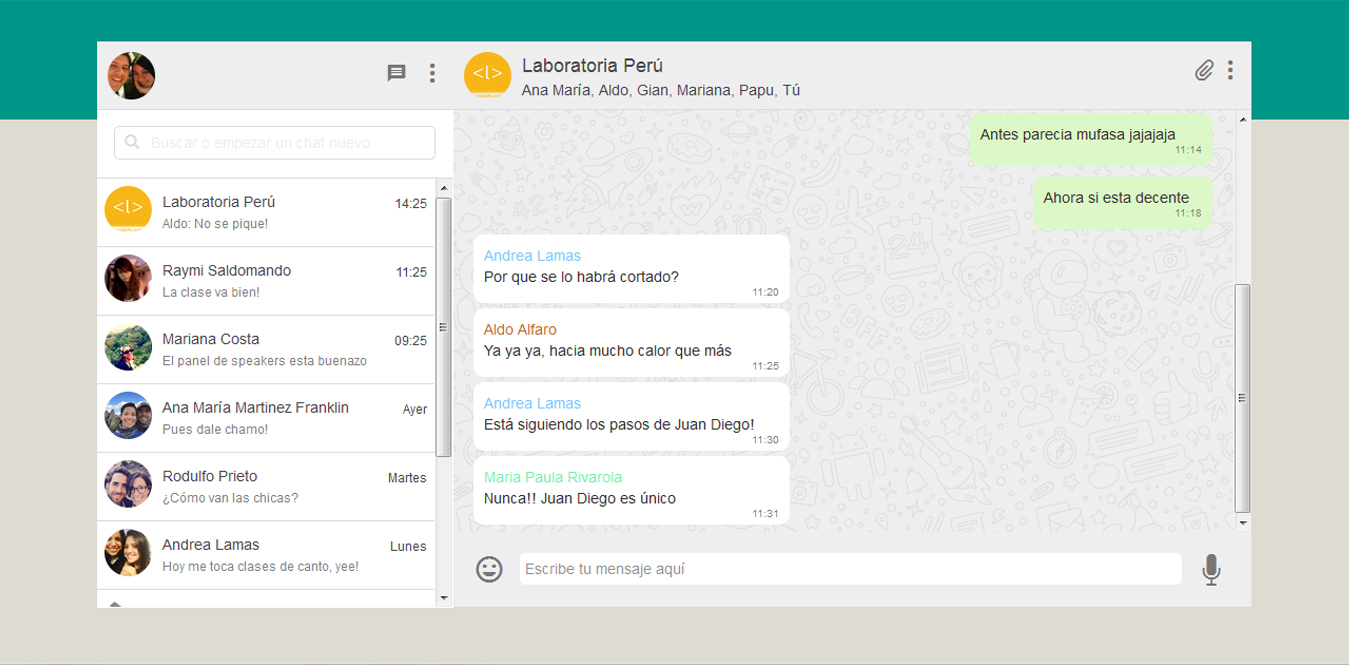 Buscar o empezar un chat nuevo
<l>
Laboratoria Perú
14:25
Aldo: No se pique!
Raymi Saldomando
11:25
La clase va bien!
Mariana Costa
09:25
El panel de speakers esta buenazo
Ana María Martinez Franklin
Ayer
Pues dale chamo!
Rodulfo Prieto
Martes
¿Cómo van las chicas?
Andrea Lamas
Lunes
Hoy me toca clases de canto, yee!
<l>
Laboratoria Perú
Ana María, Aldo, Gian, Mariana, Papu, Tú
Antes parecia mufasa jajajaja
11:14
Ahora si esta decente
11:18
Andrea Lamas
Por que se lo habrá cortado?
11:20
Aldo Alfaro
Ya ya ya, hacia mucho calor que más
11:25
Andrea Lamas
Está siguiendo los pasos de Juan Diego!
11:30
Maria Paula Rivarola
Nunca!! Juan Diego es único
11:31
Escribe tu mensaje aquí